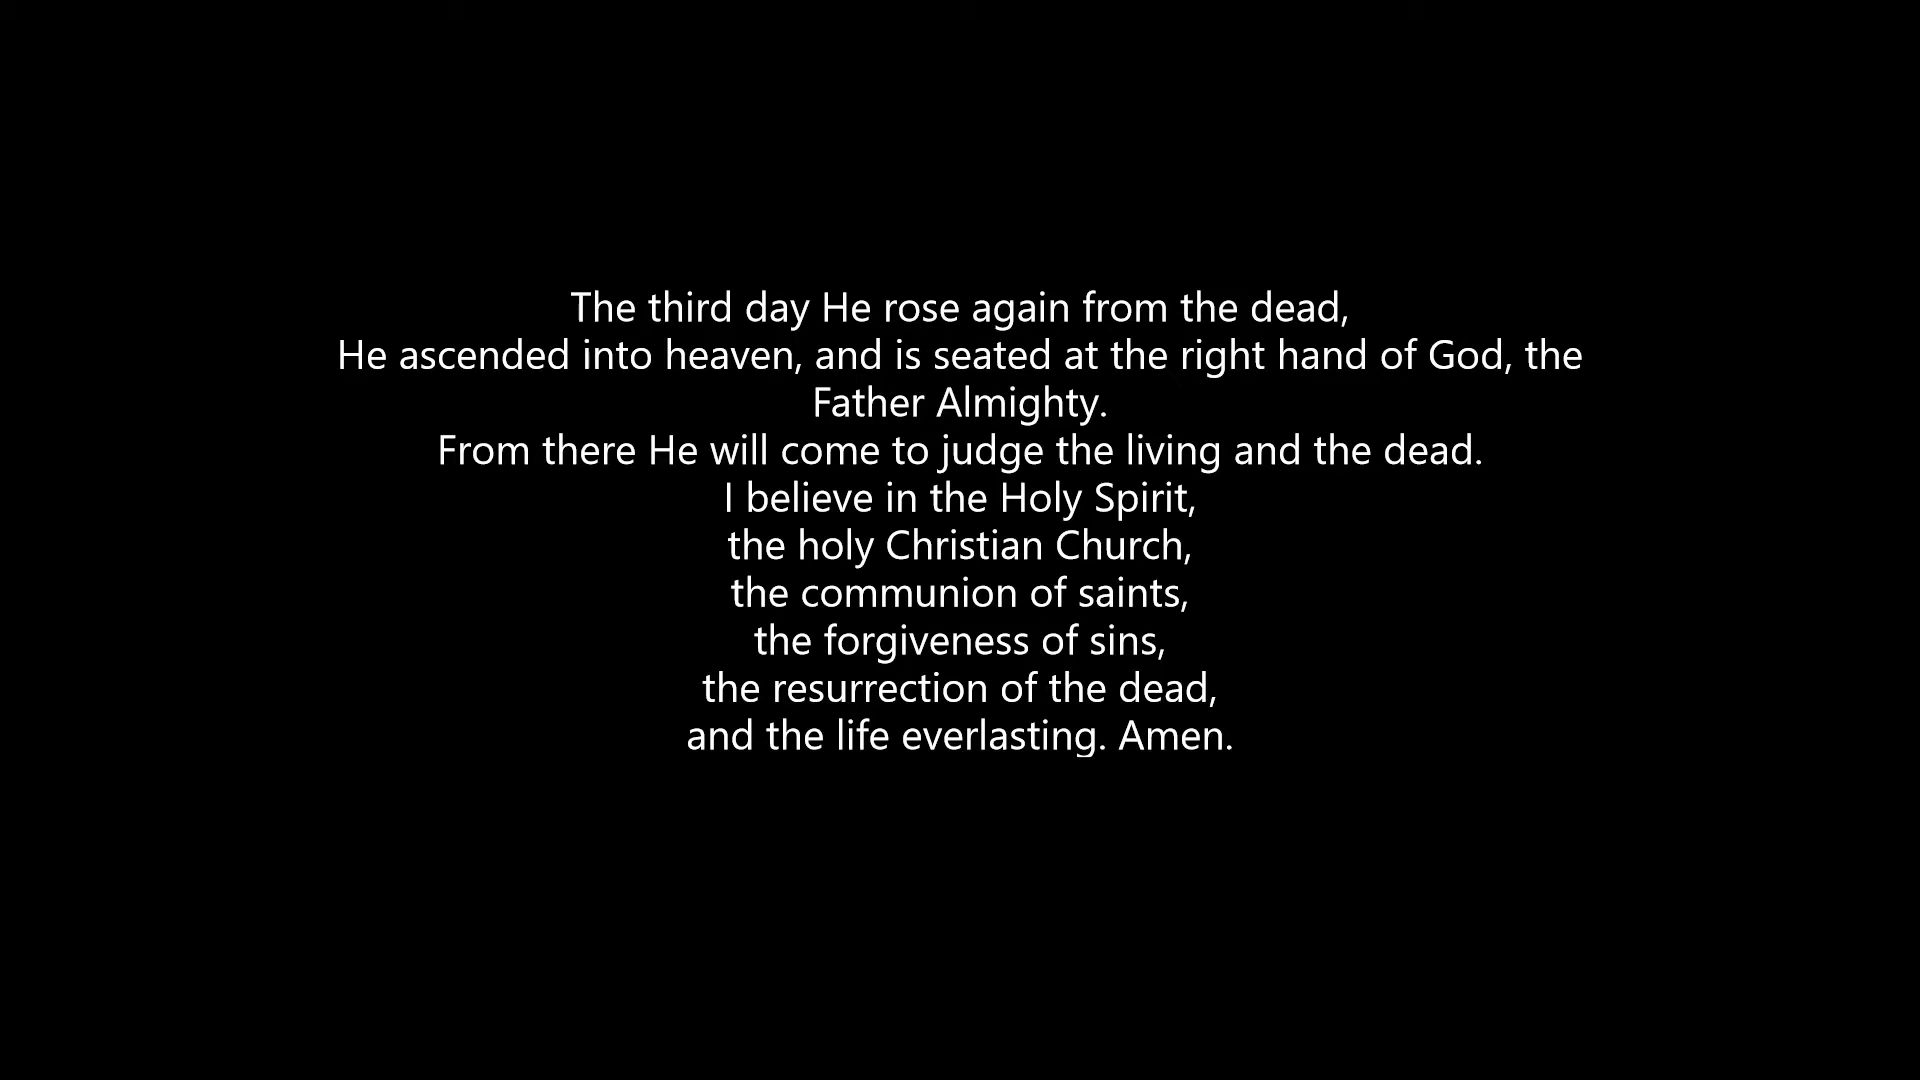 The third day He rose again from the dead,
He ascended into heaven, and is seated at the right hand of God, the
Father Almighty.
From there He will come to judge the living and the dead.
I believe in the Holy Spirit,
the holy Christian Church,
the communion of saints,
the forgiveness of sins,
the resurrection of the dead,
and the life everlasting. Amen.